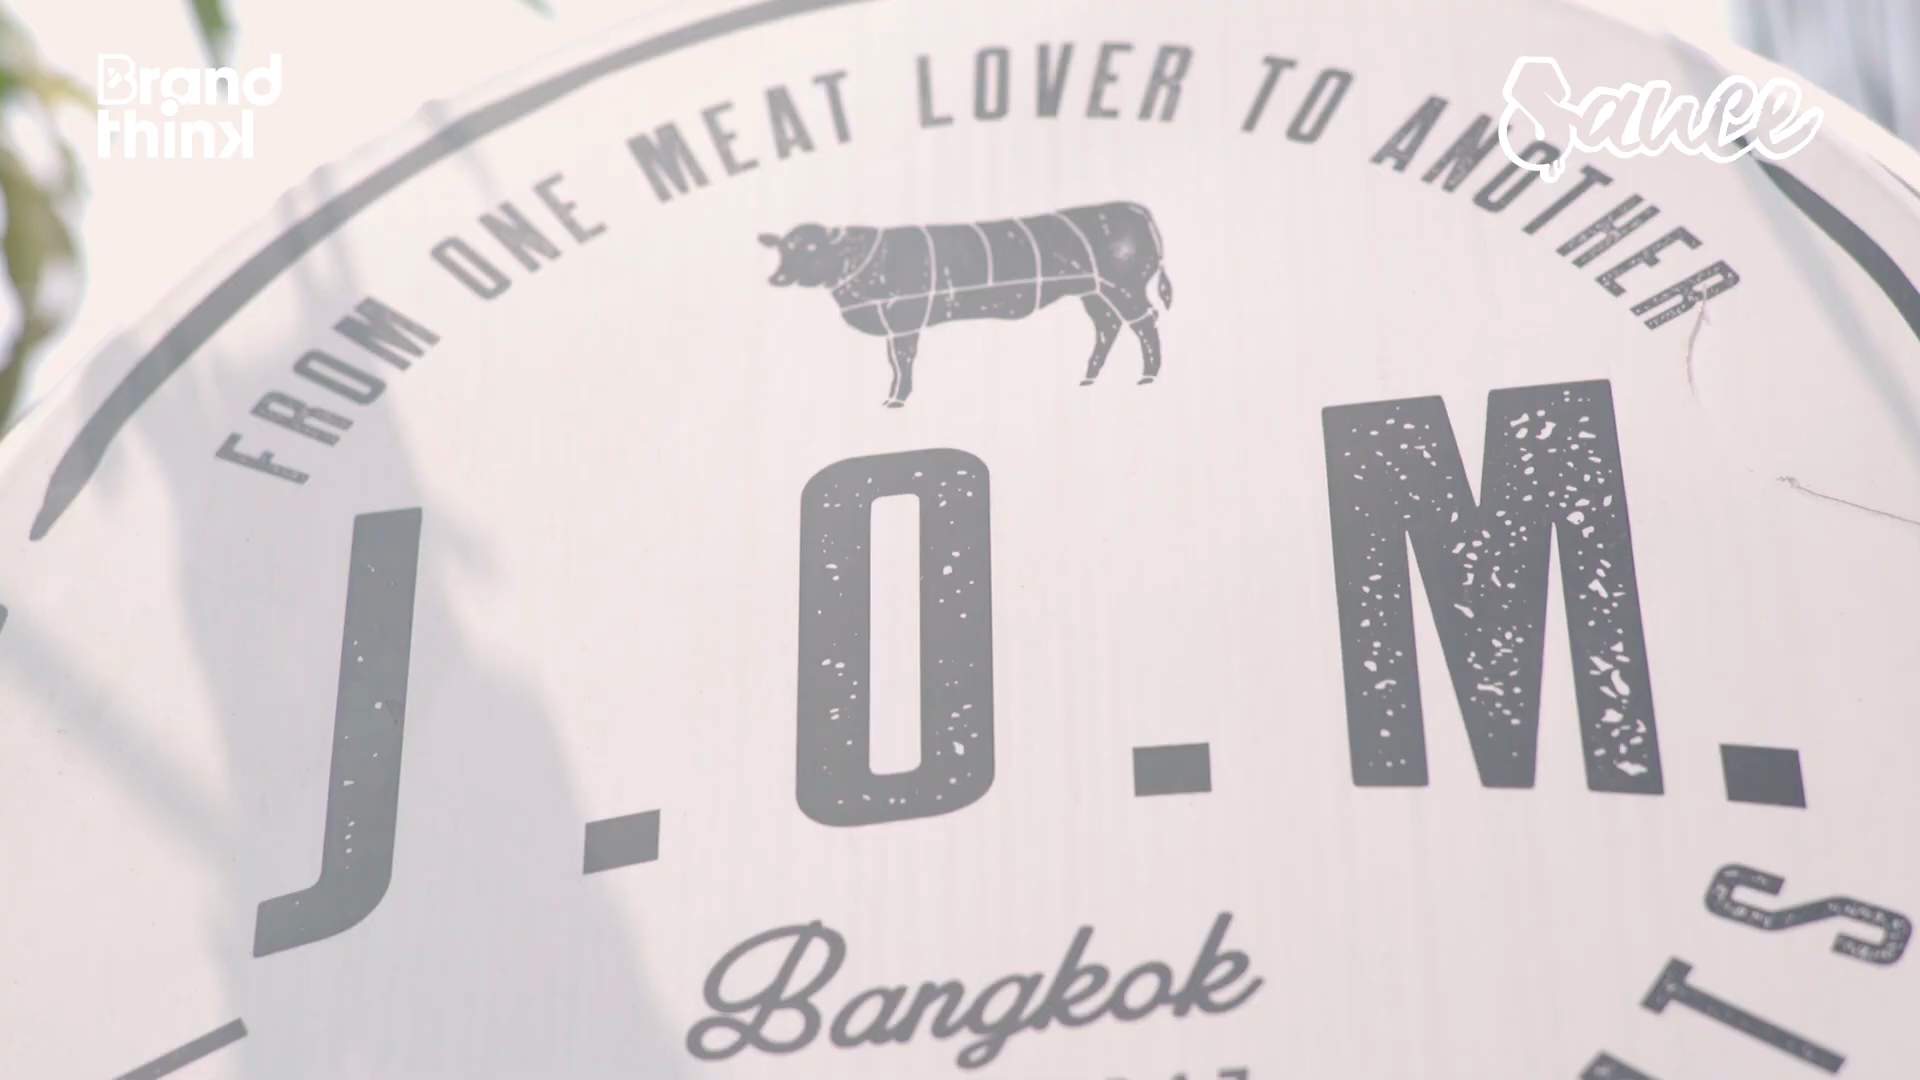 Brand
think
Sauce
FROM ONE MEAT LOVER TO ANOTHER
J.O.M.
Bangkok